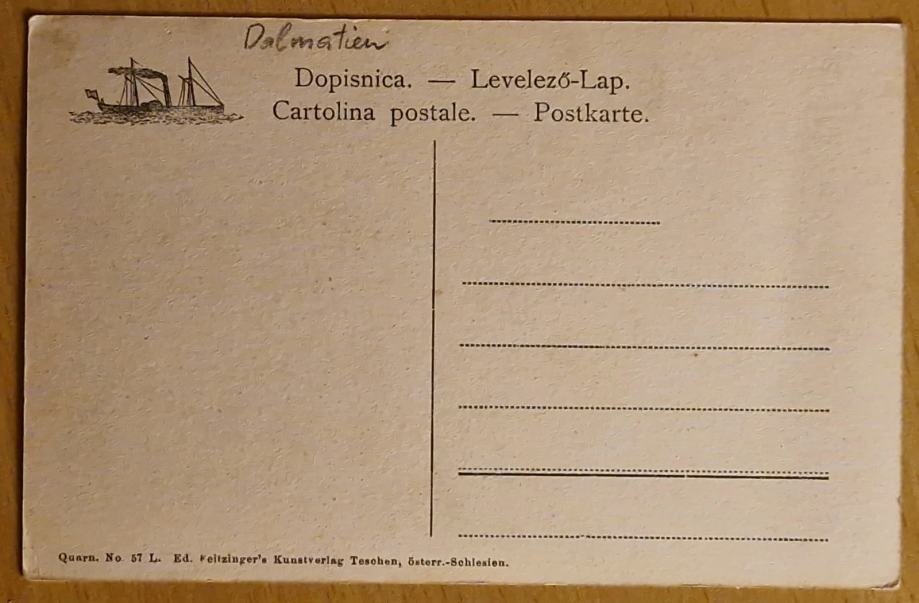 Dalmatien
Dopisnica. — Levelező-Lap.
Cartolina postale. — Postkarte.
Quarn. No. 57 L. Ed. Feitzinger's Kunstverlag Teschen, österr.-Schlesien.